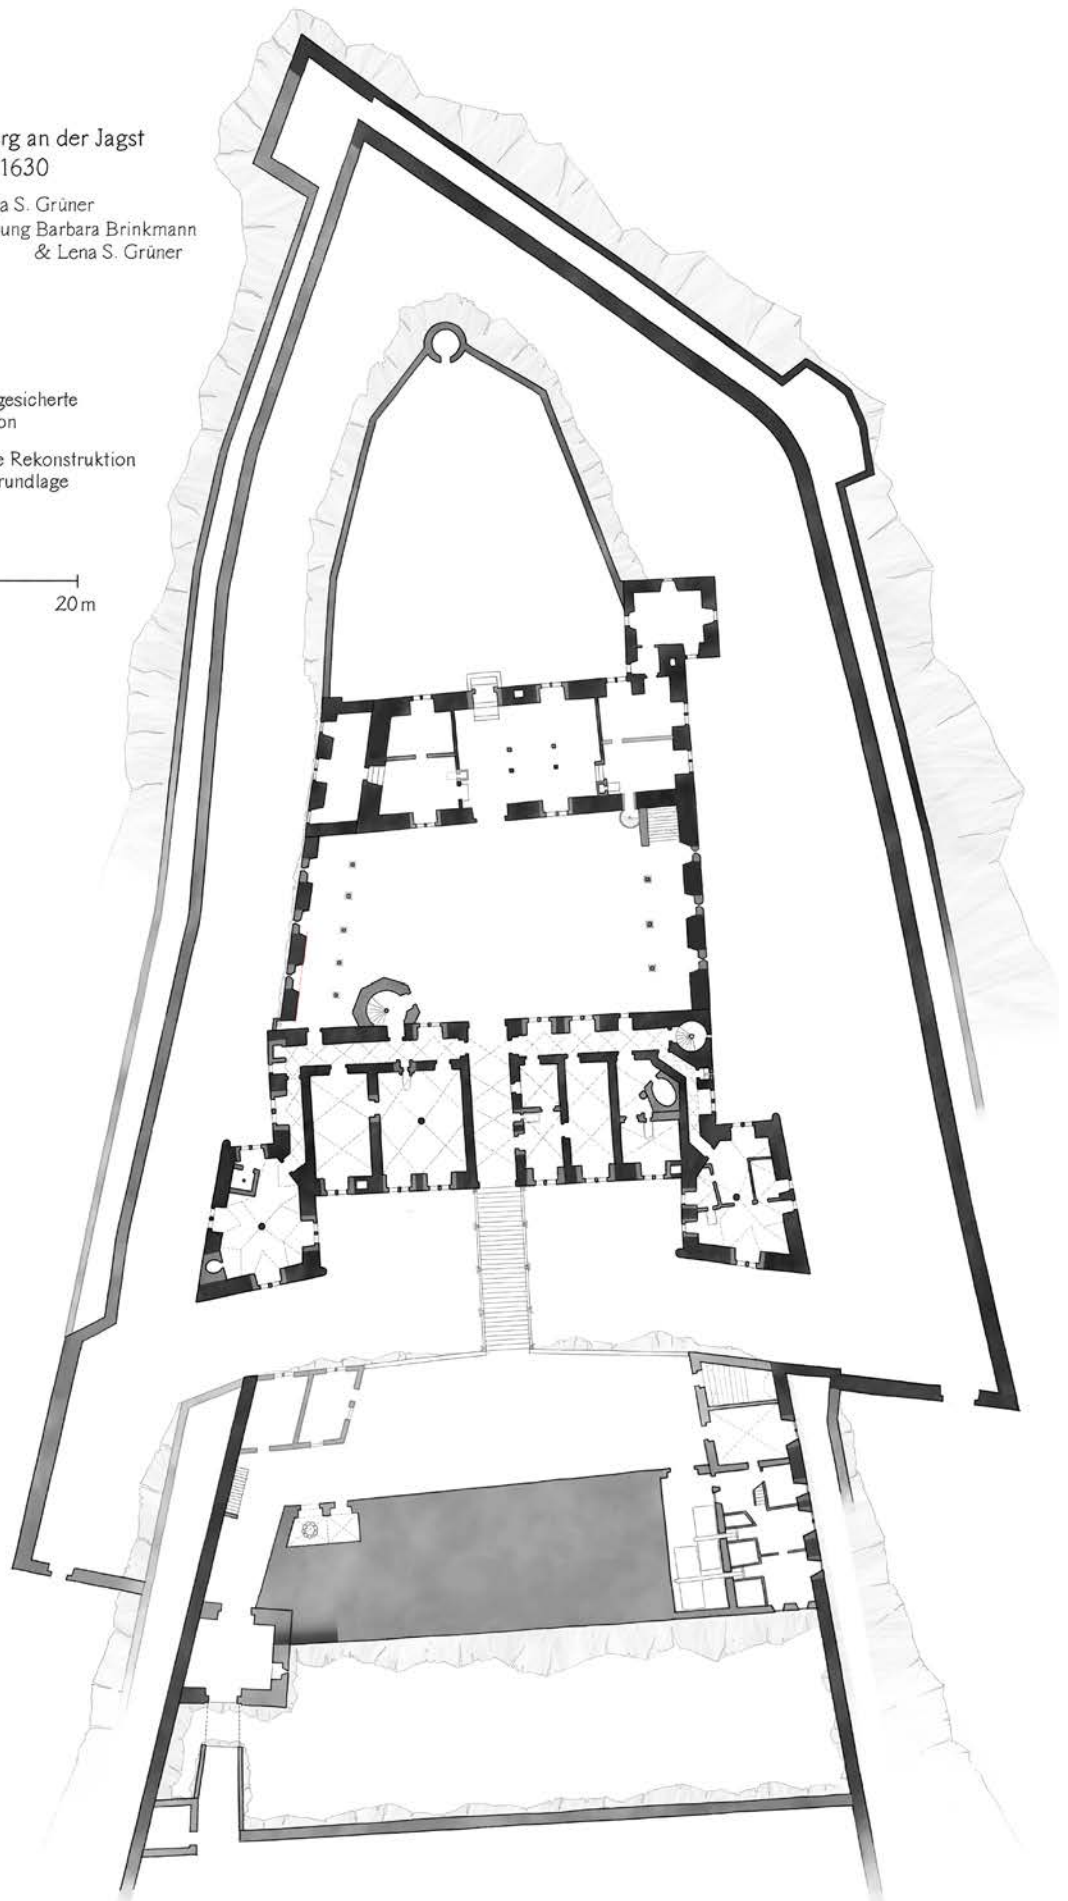 rg an der Jagst
1630
a S. Grüner
ung Barbara Brinkmann
& Lena S. Grüner
gesicherte
on
e Rekonstruktion
rundlage
20 m